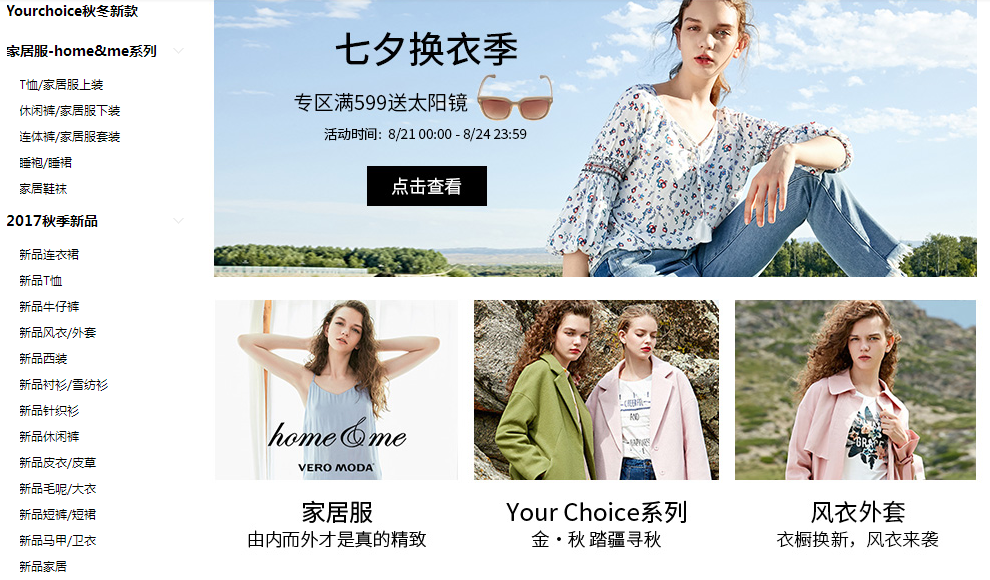 Yourchoice秋冬新款
家居服-home&me系列
T恤/家居服上装
休闲裤/家居服下装
连体裤/家居服套装
睡袍/睡裙
家居鞋袜
2017秋季新品
新品连衣裙
新品T恤
新品牛仔裤
新品风衣/外套
新品西装
新品衬衫/雪纺衫
新品针织衫
新品休闲裤
新品皮衣/皮草
新品毛呢/大衣
新品短裤/短裙
新品马甲/卫衣
新品家居
七夕换衣季
专区满599送太阳镜
活动时间：8/21 00:00 - 8/24 23:59
点击查看
home&me
VERO MODA
家居服
由内而外才是真的精致
Your Choice系列
金·秋 踏疆寻秋
风衣外套
衣橱换新，风衣来袭